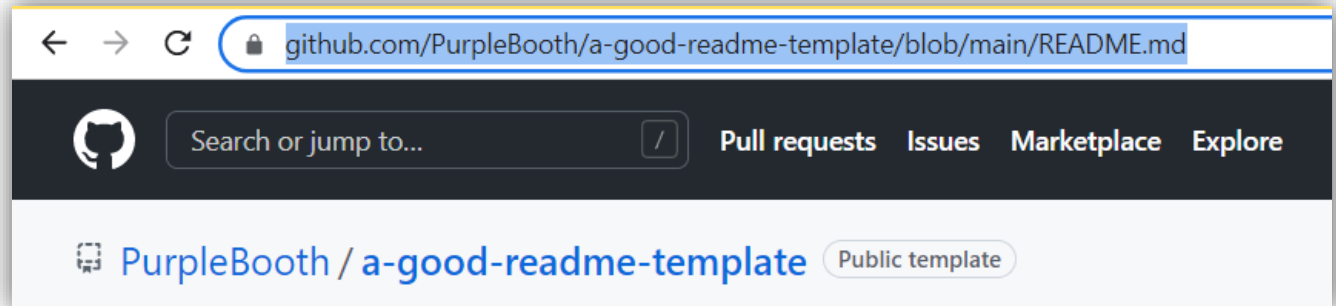 github.com/PurpleBooth/a-good-readme-template/blob/main/README.md
Search or jump to... / Pull requests Issues Marketplace Explore
PurpleBooth / a-good-readme-template Public template